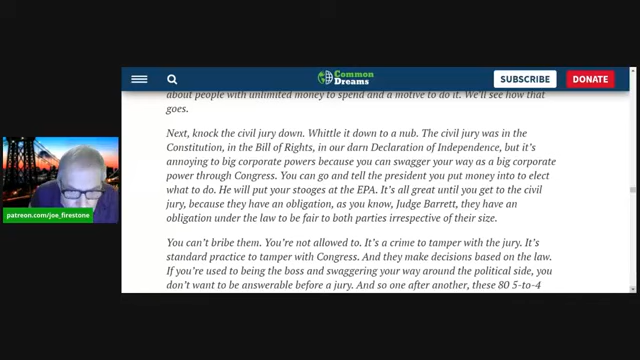 Common
Dreams
SUBSCRIBE
DONATE
about people with unlimited money to spend and a motive to do it. We'll see how that
goes.
Next, knock the civil jury down. Whittle it down to a nub. The civil jury was in the
Constitution, in the Bill of Rights, in our darn Declaration of Independence, but it's
annoying to big corporate powers because you can swagger your way as a big corporate
power through Congress. You can go and tell the president you put money into to elect
what to do. He will put your stooges at the EPA. It's all great until you get to the civil
jury, because they have an obligation, as you know, Judge Barrett, they have an
obligation under the law to be fair to both parties irrespective of their size.
You can't bribe them. You're not allowed to. It's a crime to tamper with the jury. It's
standard practice to tamper with Congress. And they make decisions based on the law.
If you're used to being the boss and swaggering your way around the political side, you
don't want to be answerable before a jury. And so one after another, these 80 5-to-4
patreon.com/joe_firestone